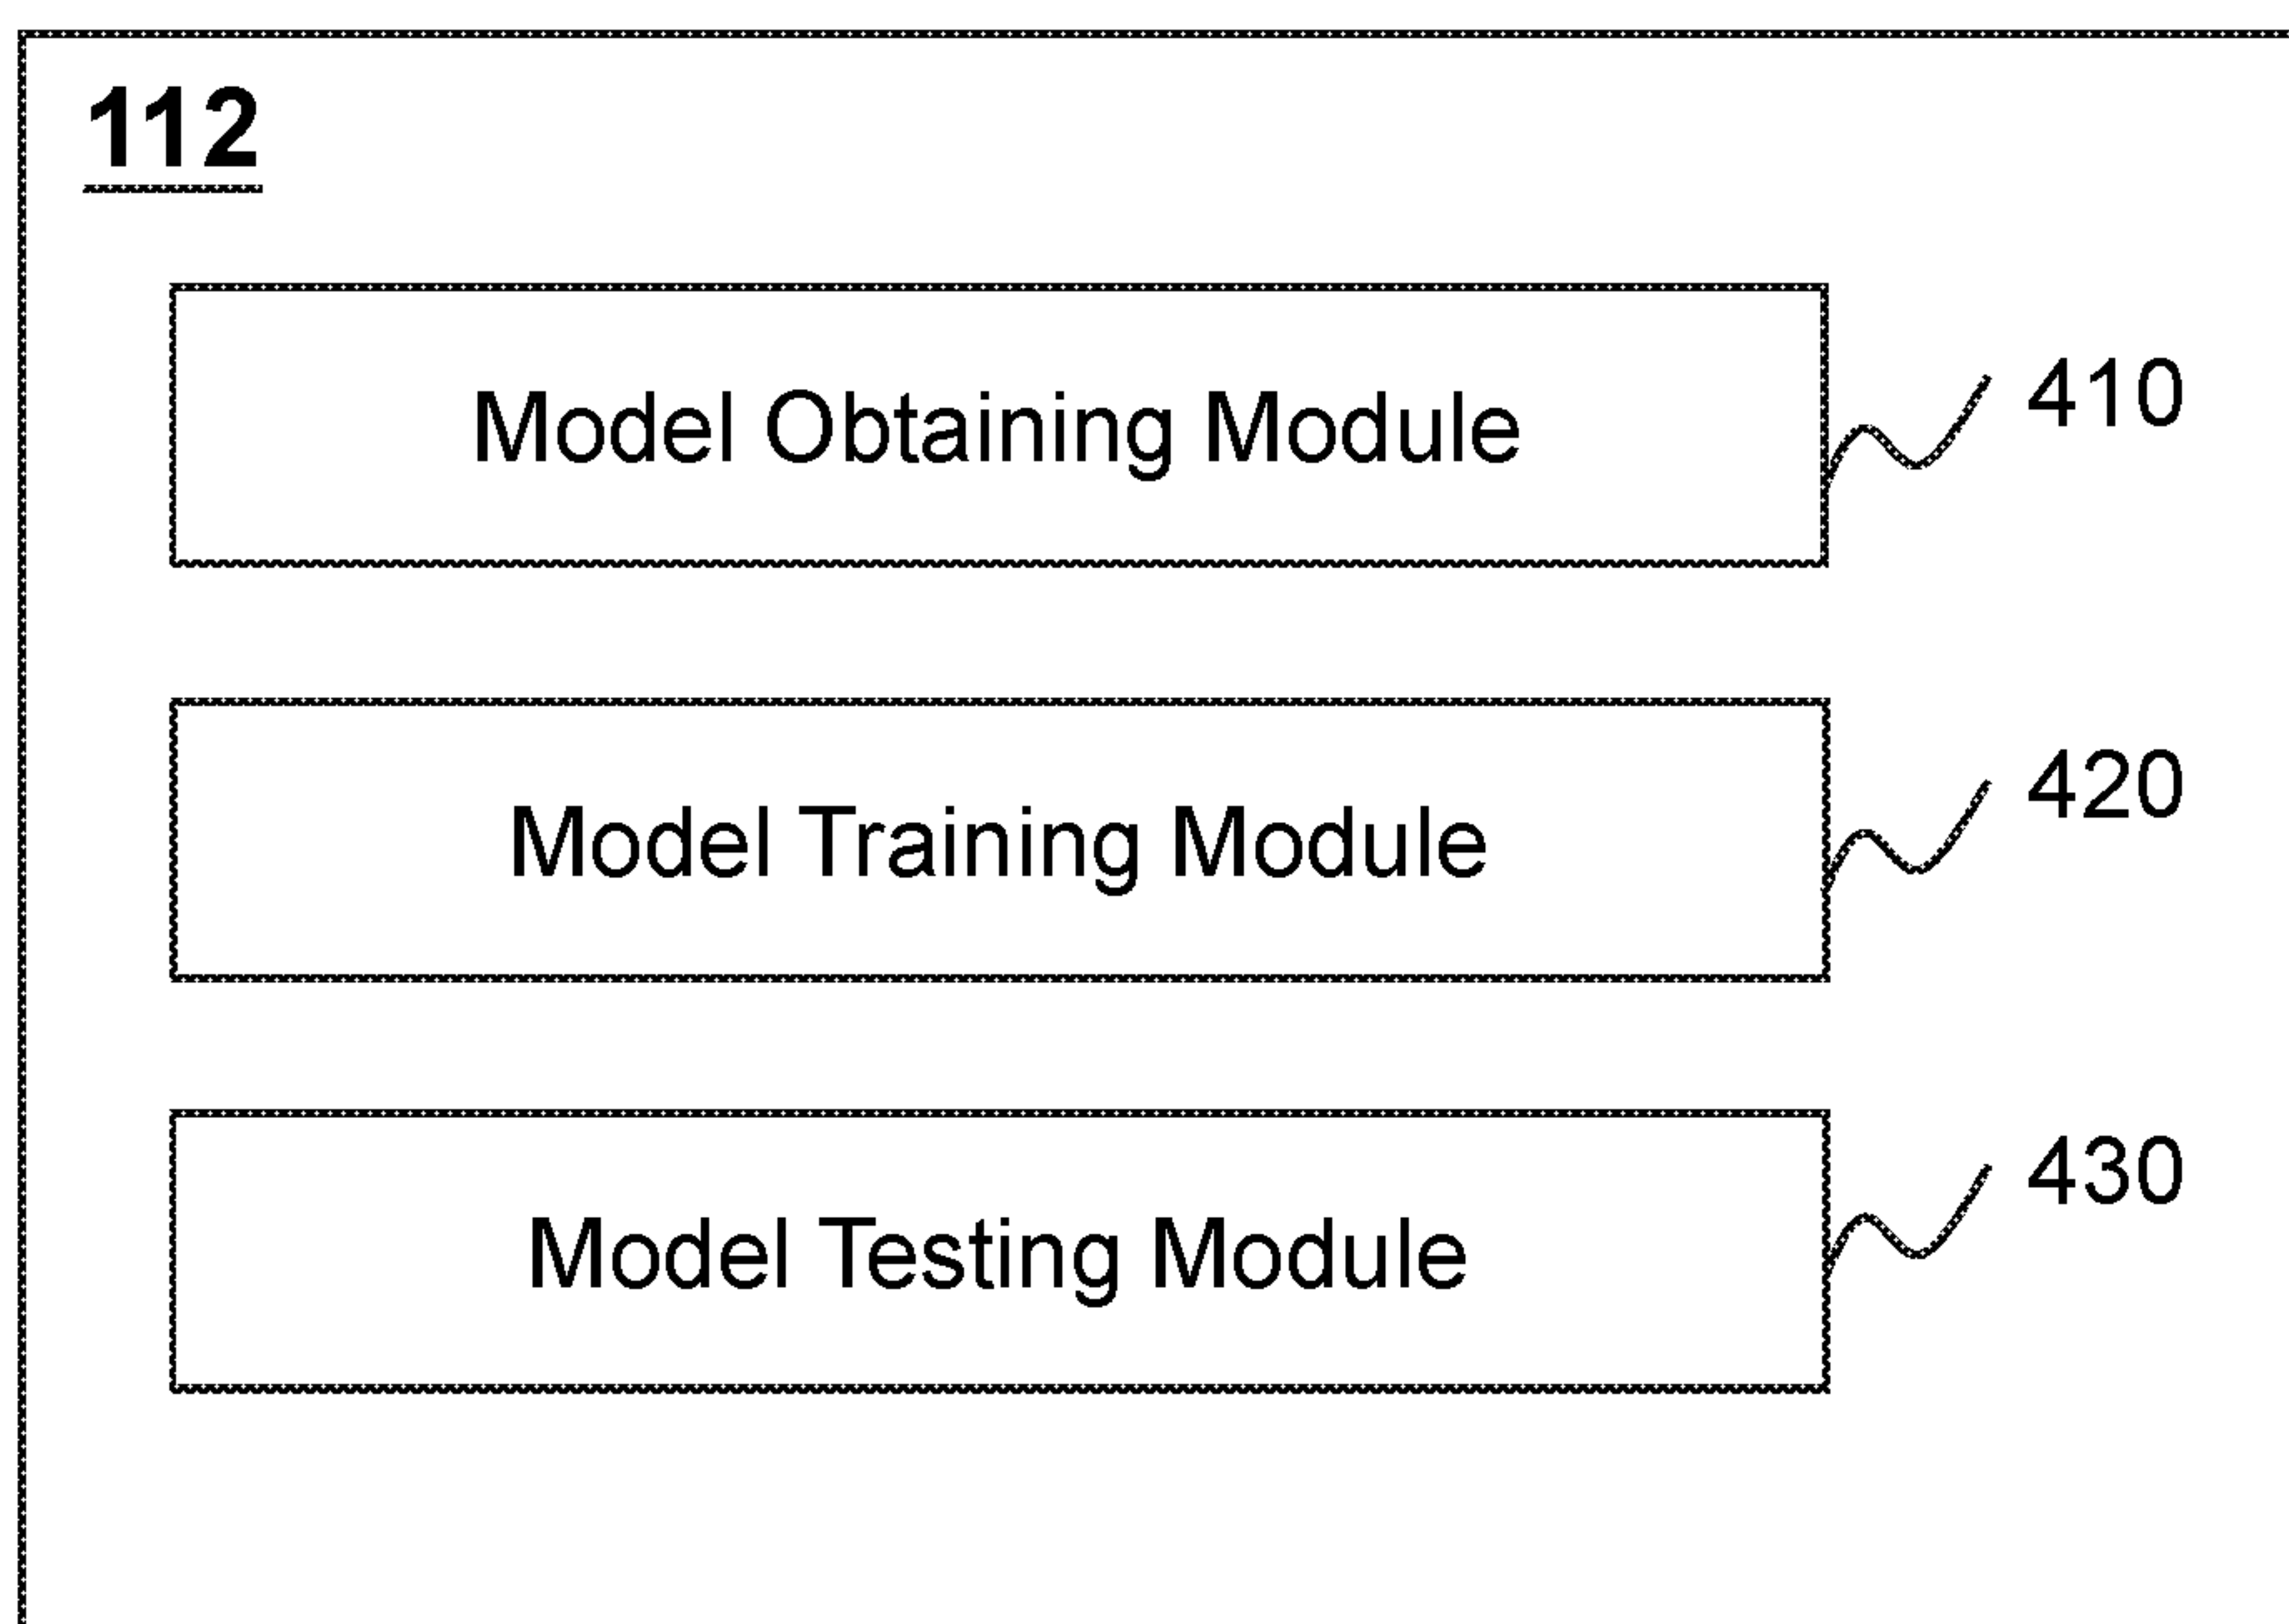 112
Model Obtaining Module
410
Model Training Module
420
Model Testing Module
430